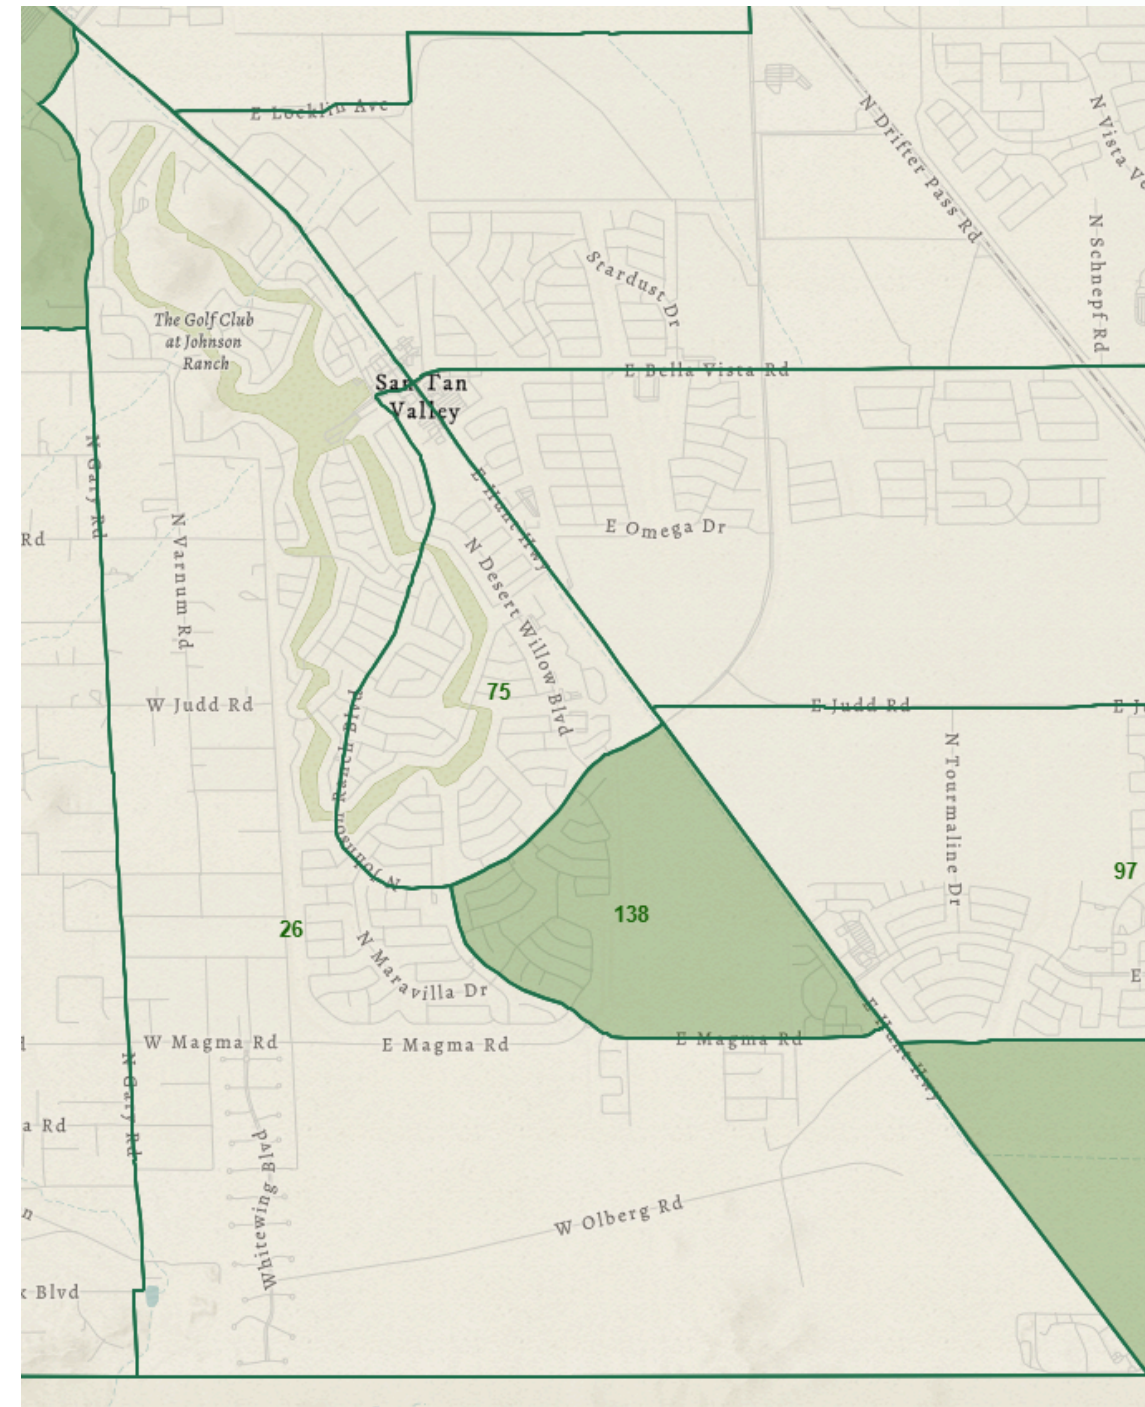 E Locklin Ave
N Drifter Pass Rd
N Vista Ve
N Schnepf Rd
Stardust Dr
The Golf Club
at Johnson
Ranch
San Tan
Valley
E Bella Vista Rd
N Gary Rd
E Hunt Hwy
Rd
N Varnum Rd
E Omega Dr
N Desert Willow Blvd
75
W Judd Rd
E Judd Rd
E Ju
N Johnson Ranch Blvd
N Tourmaline Dr
97
138
26
N Maravilla Dr
E
W Magma Rd
E Magma Rd
E Magma Rd
E Hunt Hwy
N Gary Rd
a Rd
Whitewing Blvd
W Olberg Rd
n
k Blvd